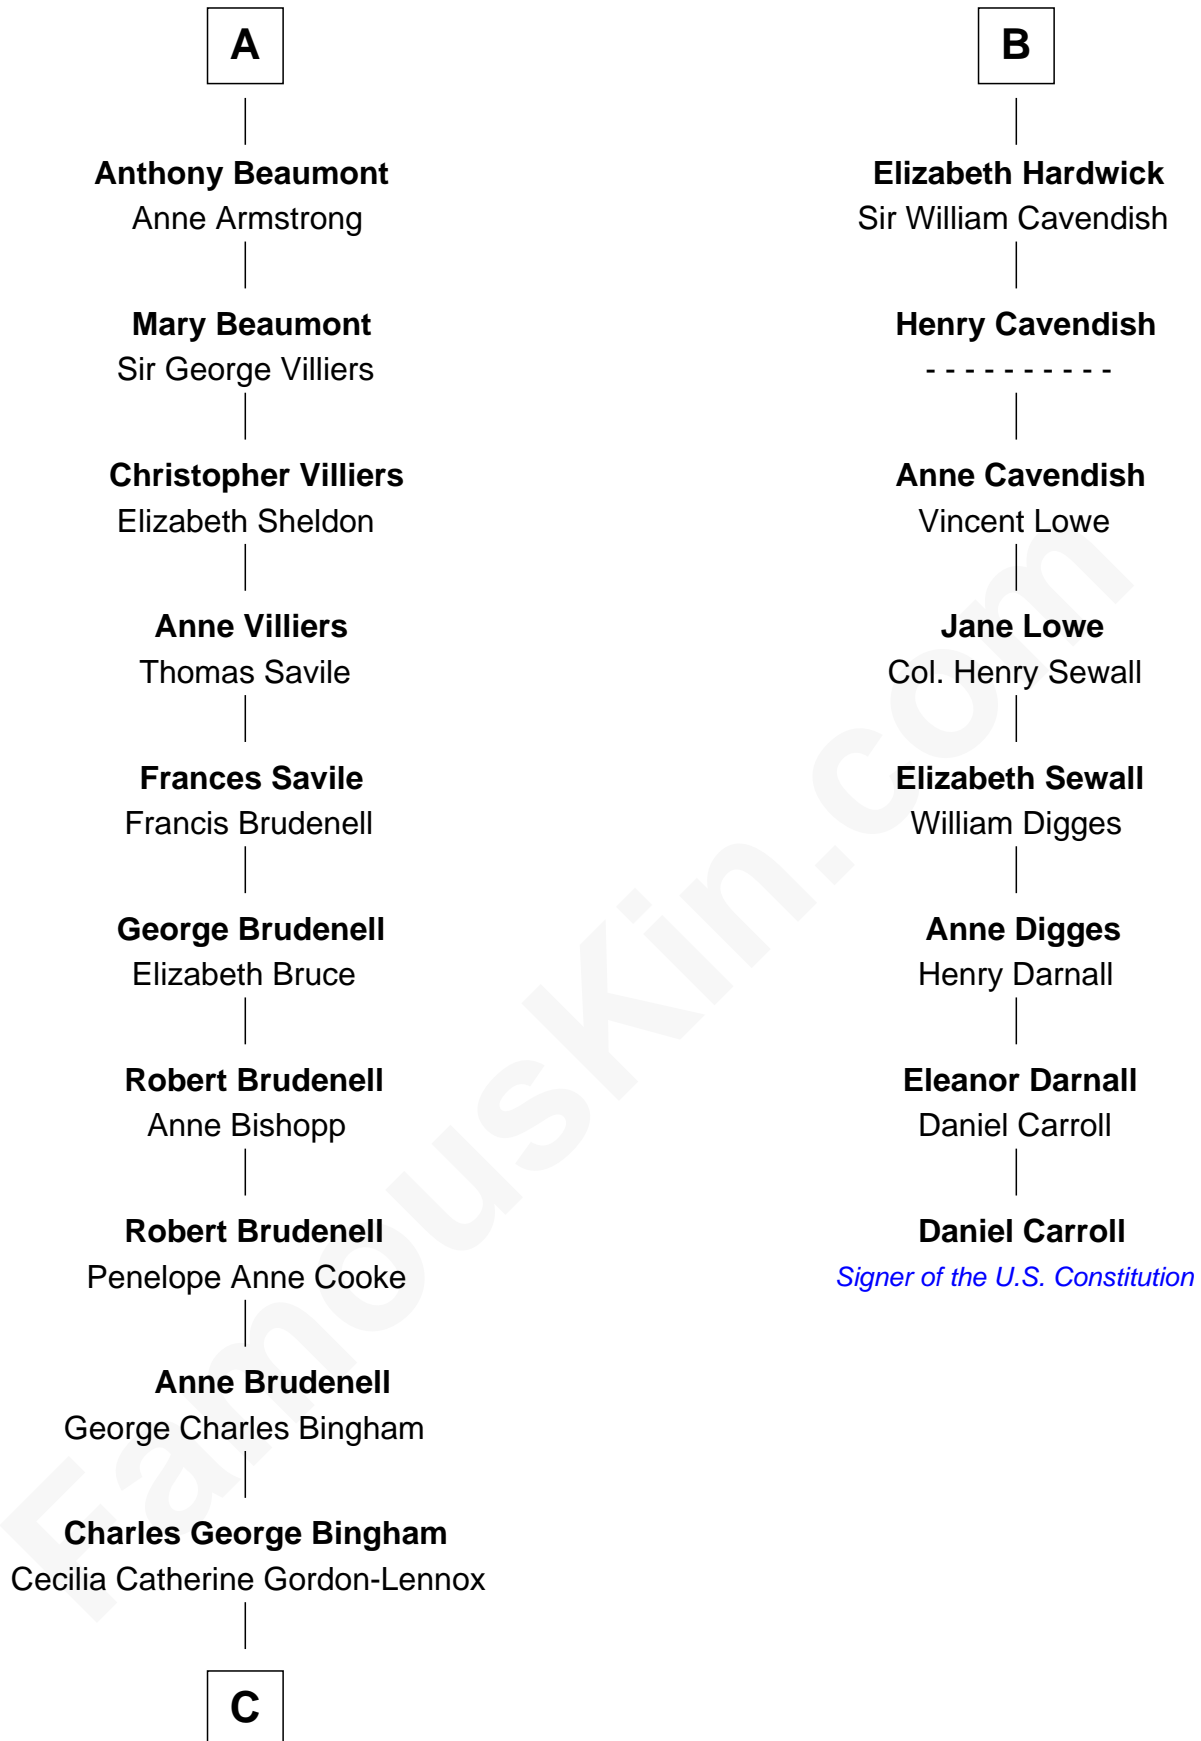 A
Anthony Beaumont
Anne Armstrong
Mary Beaumont
Sir George Villiers
Christopher Villiers
Elizabeth Sheldon
Anne Villiers
Thomas Savile
Frances Savile
Francis Brudenell
George Brudenell
Elizabeth Bruce
Robert Brudenell
Anne Bishopp
Robert Brudenell
Penelope Anne Cooke
Anne Brudenell
George Charles Bingham
Charles George Bingham
Cecilia Catherine Gordon-Lennox
C
B
Elizabeth Hardwick
Sir William Cavendish
Henry Cavendish
- - - - - - - - - -
Anne Cavendish
Vincent Lowe
Jane Lowe
Col. Henry Sewall
Elizabeth Sewall
William Digges
Anne Digges
Henry Darnall
Eleanor Darnall
Daniel Carroll
Daniel Carroll
Signer of the U.S. Constitution
FamousKin.com